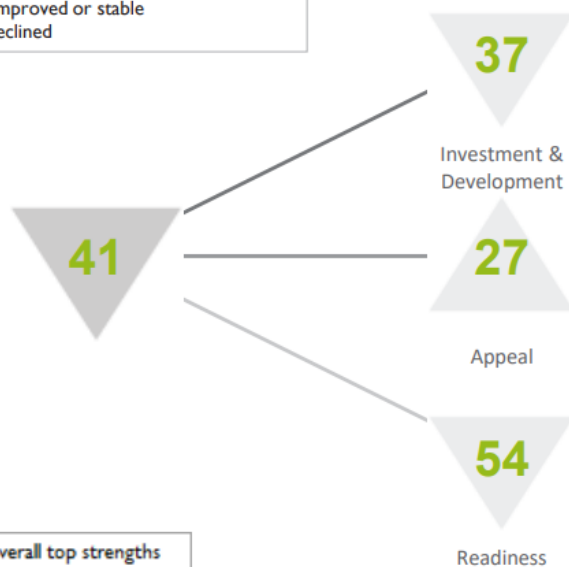 mproved or stable
eclined
37
Investment &
Development
41
27
Appeal
54
Readiness
verall top strengths